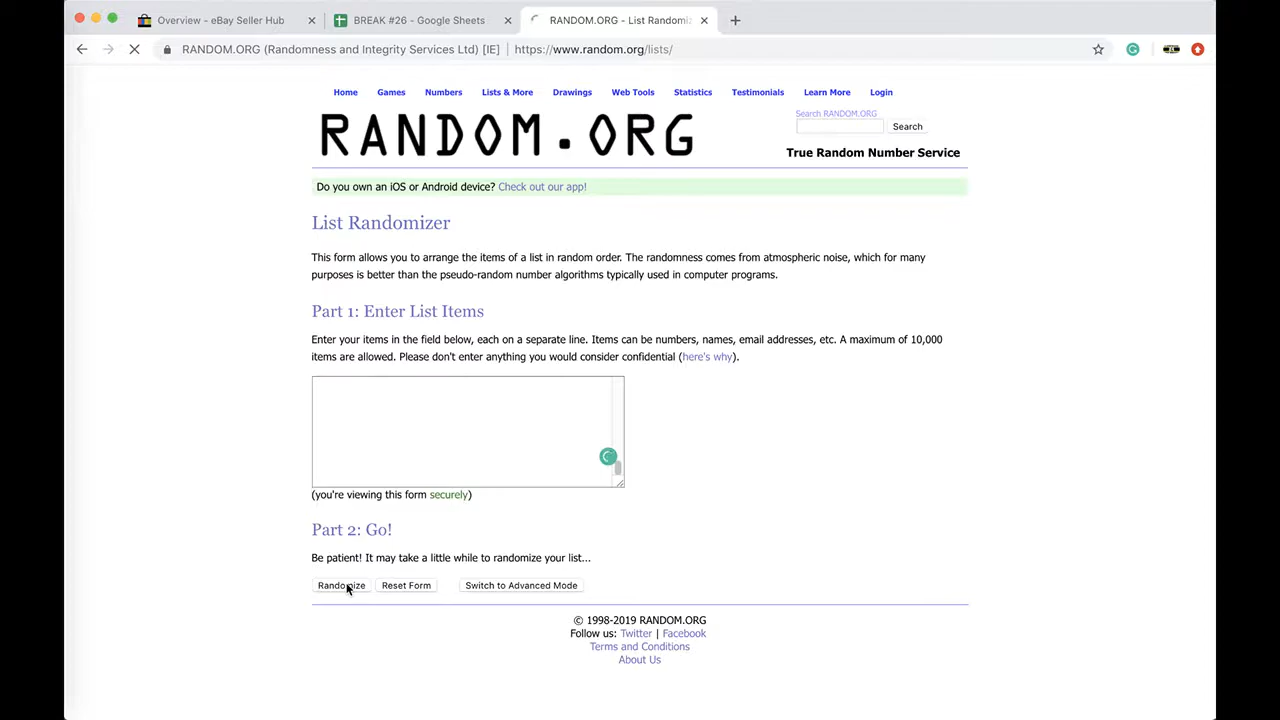 Overview - eBay Seller Hub
BREAK #26 - Google Sheets
RANDOM.ORG - List Randomiz
RANDOM.ORG (Randomness and Integrity Services Ltd) [IE] | https://www.random.org/lists/
Home Games Numbers Lists & More Drawings Web Tools Statistics Testimonials Learn More Login
RANDOM.ORG
Search RANDOM.ORG
Search
True Random Number Service
Do you own an iOS or Android device? Check out our app!
List Randomizer
This form allows you to arrange the items of a list in random order. The randomness comes from atmospheric noise, which for many
purposes is better than the pseudo-random number algorithms typically used in computer programs.
Part 1: Enter List Items
Enter your items in the field below, each on a separate line. Items can be numbers, names, email addresses, etc. A maximum of 10,000
items are allowed. Please don't enter anything you would consider confidential (here's why).
(you're viewing this form securely)
Part 2: Go!
Be patient! It may take a little while to randomize your list...
Randomize Reset Form Switch to Advanced Mode
© 1998-2019 RANDOM.ORG
Follow us: Twitter | Facebook
Terms and Conditions
About Us